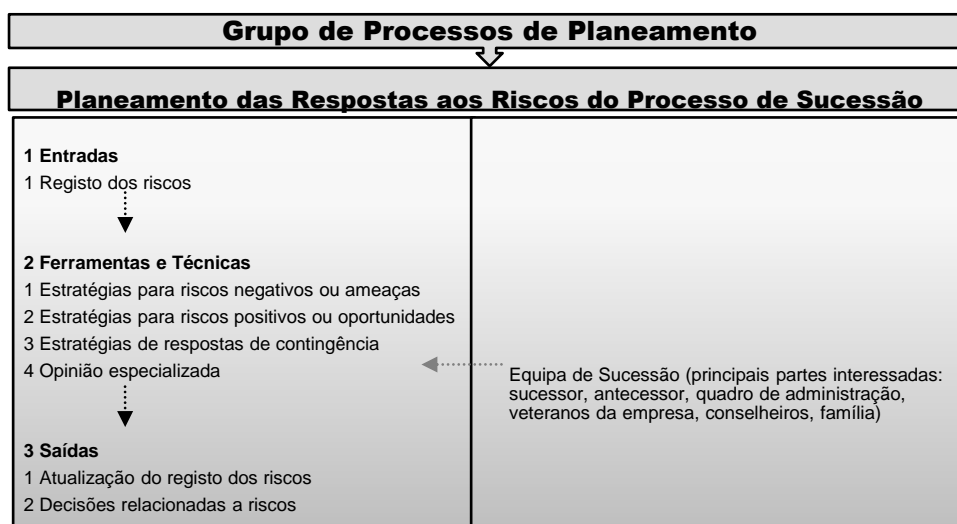 Grupo de Processos de Planeamento
Planeamento das Respostas aos Riscos do Processo de Sucessão
1 Entradas
1 Registo dos riscos
2 Ferramentas e Técnicas
1 Estratégias para riscos negativos ou ameaças
2 Estratégias para riscos positivos ou oportunidades
3 Estratégias de respostas de contingência
4 Opinião especializada
Equipa de Sucessão (principais partes interessadas:
sucessor, antecessor, quadro de administração,
veteranos da empresa, conselheiros, família)
3 Saídas
1 Atualização do registo dos riscos
2 Decisões relacionadas a riscos